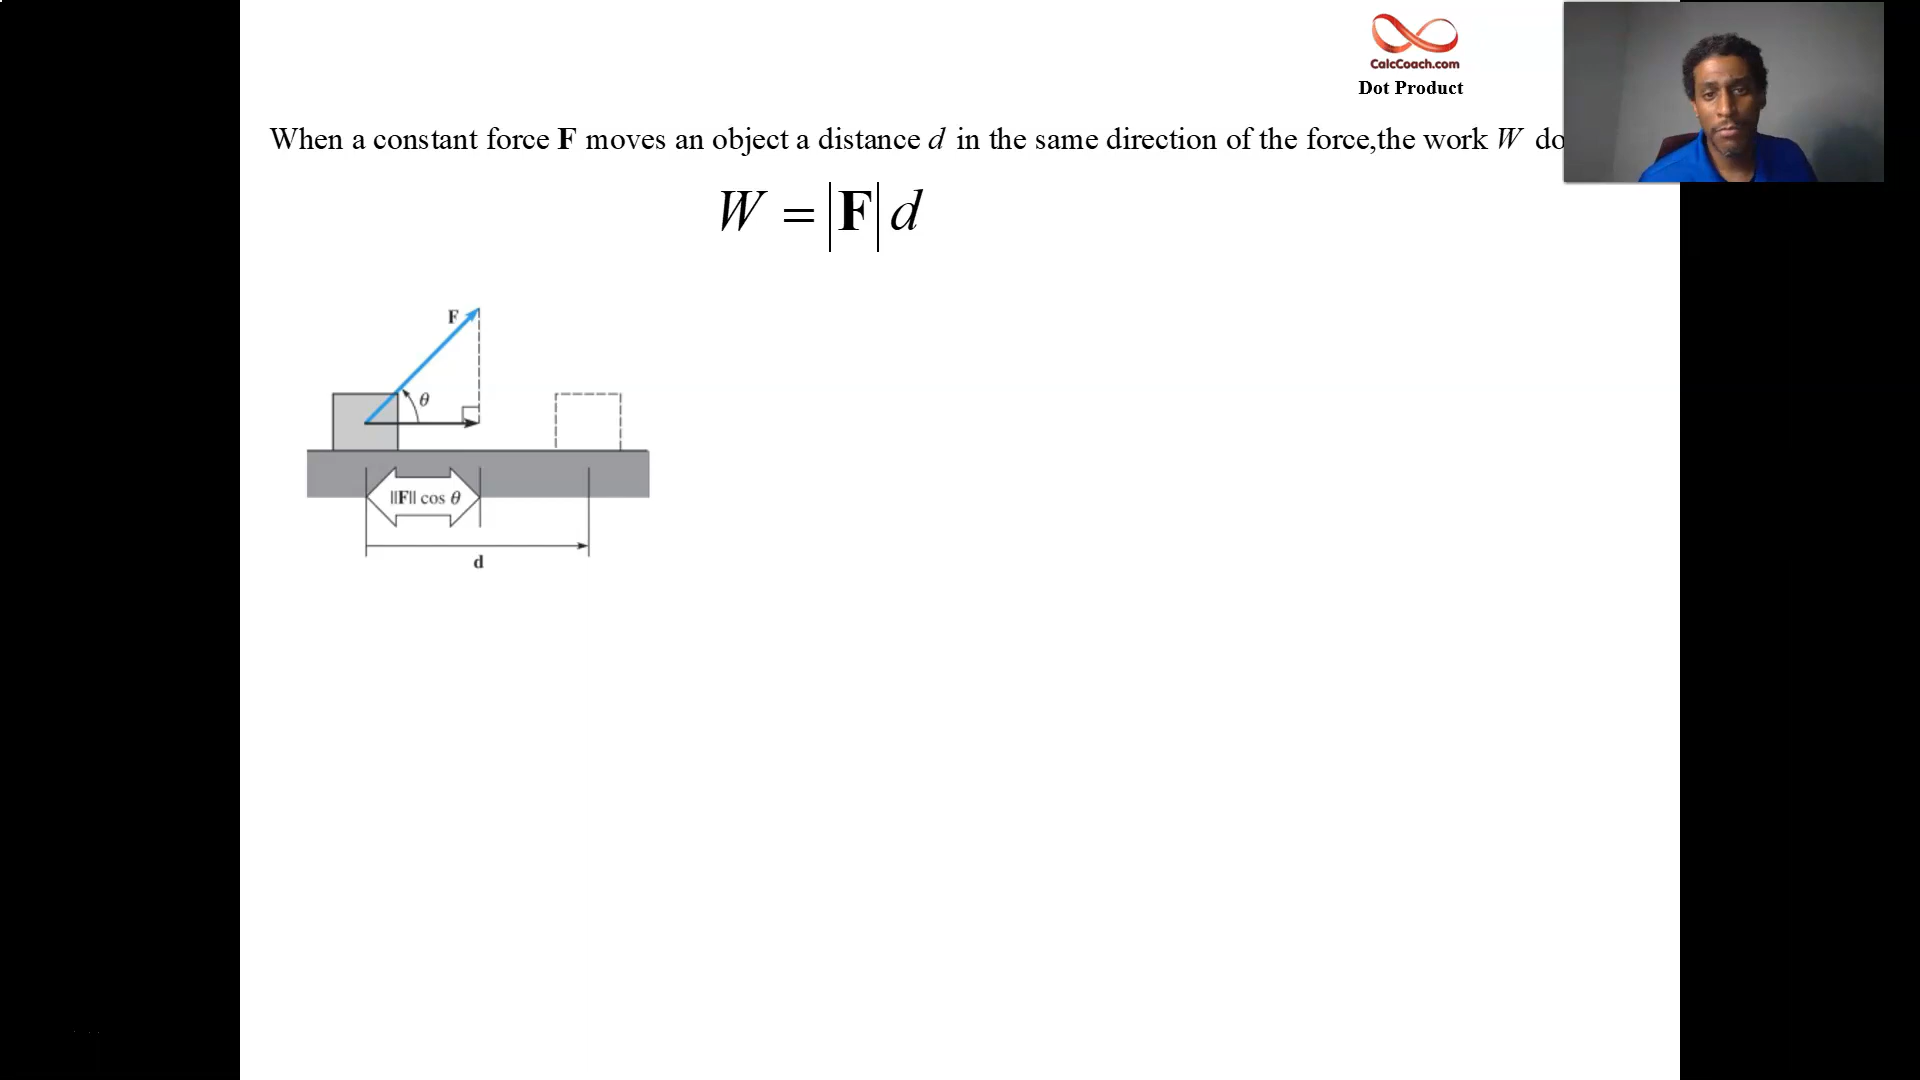 CalcCoach.com
Dot Product
When a constant force F moves an object a distance d in the same direction of the force,the work W do
W = |F| d
F
θ
||F|| cos θ
d